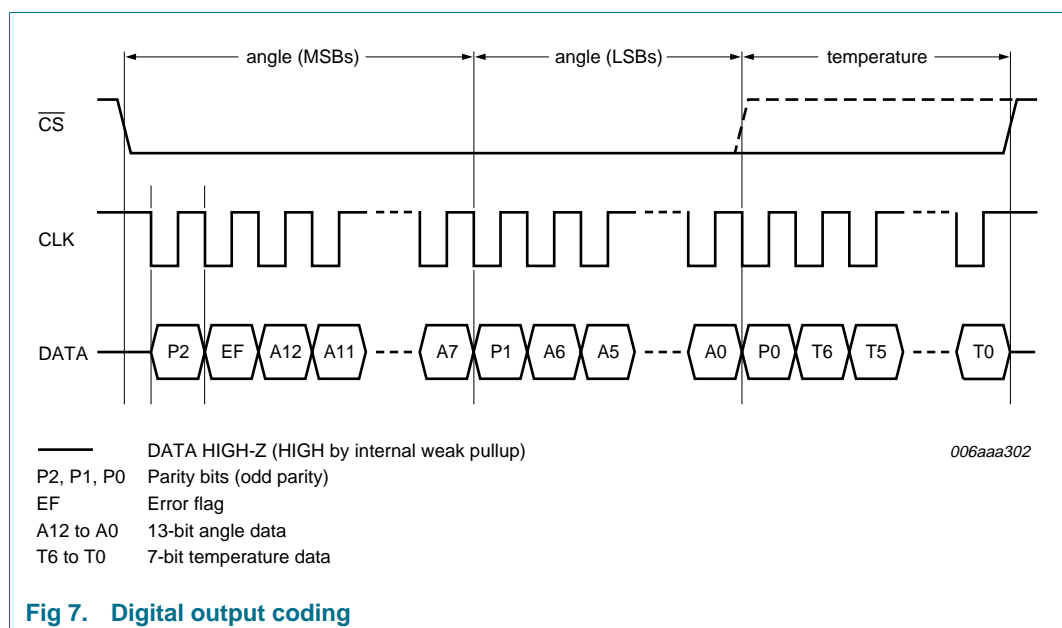 angle (MSBs) angle (LSBs) temperature
CS
CLK
DATA P2 EF A12 A11 A7 P1 A6 A5 A0 P0 T6 T5 T0
DATA HIGH-Z (HIGH by internal weak pullup) 006aaa302
P2, P1, P0 Parity bits (odd parity)
EF Error flag
A12 to A0 13-bit angle data
T6 to T0 7-bit temperature data
Fig 7. Digital output coding